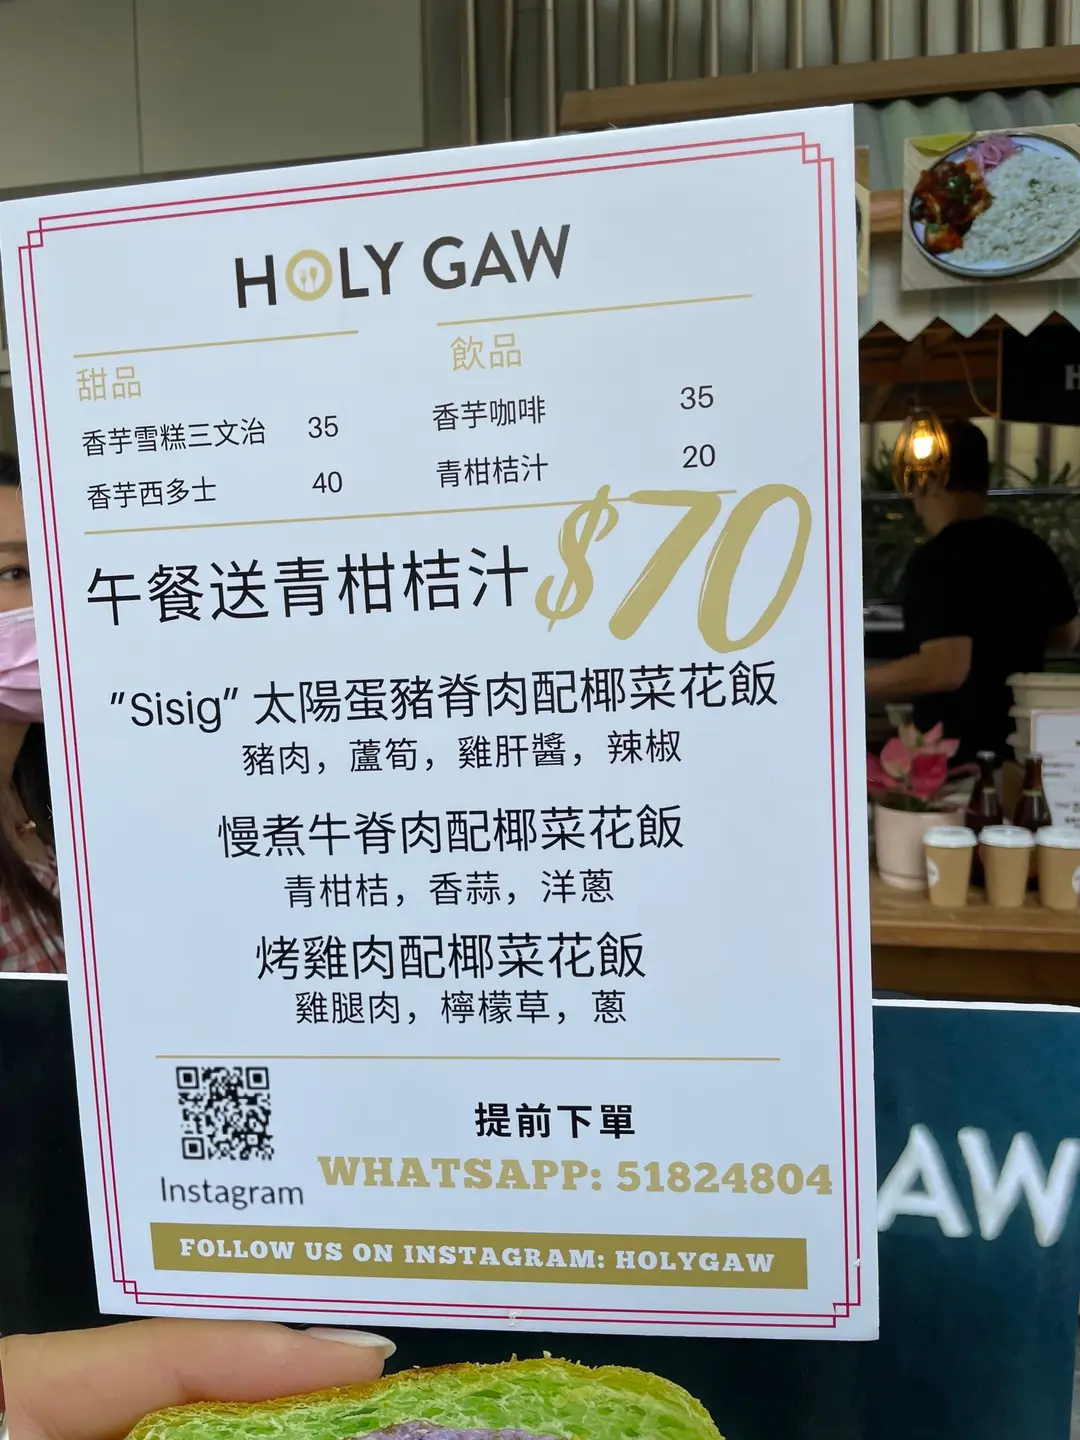 HOLY GAW
甜品
香芋雪糕三文治 35
香芋西多士 40
飲品
香芋咖啡 35
青柑桔汁 20
午餐送青柑桔汁 $70
"Sisig" 太陽蛋豬脊肉配椰菜花飯
豬肉，蘆筍，雞肝醬，辣椒
慢煮牛脊肉配椰菜花飯
青柑桔，香蒜，洋蔥
烤雞肉配椰菜花飯
雞腿肉，檸檬草，蔥
Instagram
提前下單
WHATSAPP: 51824804
FOLLOW US ON INSTAGRAM: HOLYGAW
H
AW